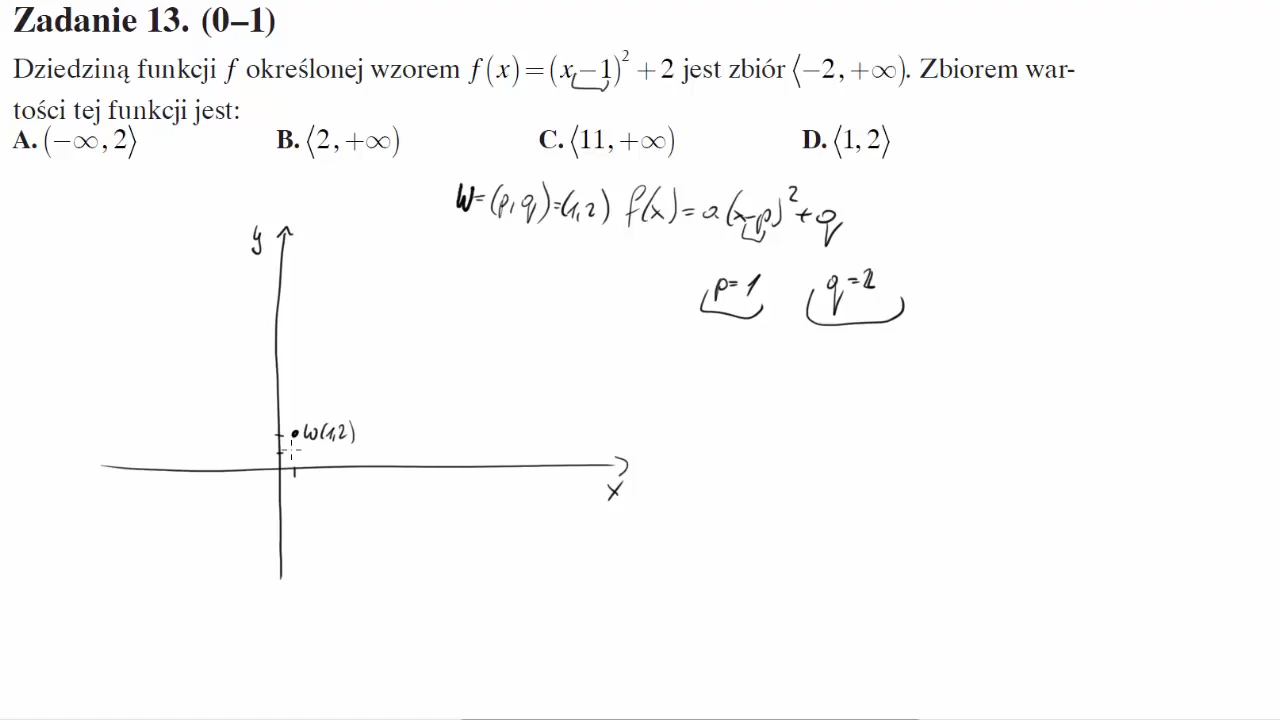 Zadanie 13. (0–1)
Dziedziną funkcji f określonej wzorem f(x)=(x−1)²+2 jest zbiór ⟨−2,+∞). Zbiorem war-
tości tej funkcji jest:
A. (−∞,2⟩ B. ⟨2,+∞) C. ⟨11,+∞) D. ⟨1,2⟩
W=(p,q)=(1,2) f(x)=a(x−p)²+q
y
p=1 q=2
W(1,2)
x